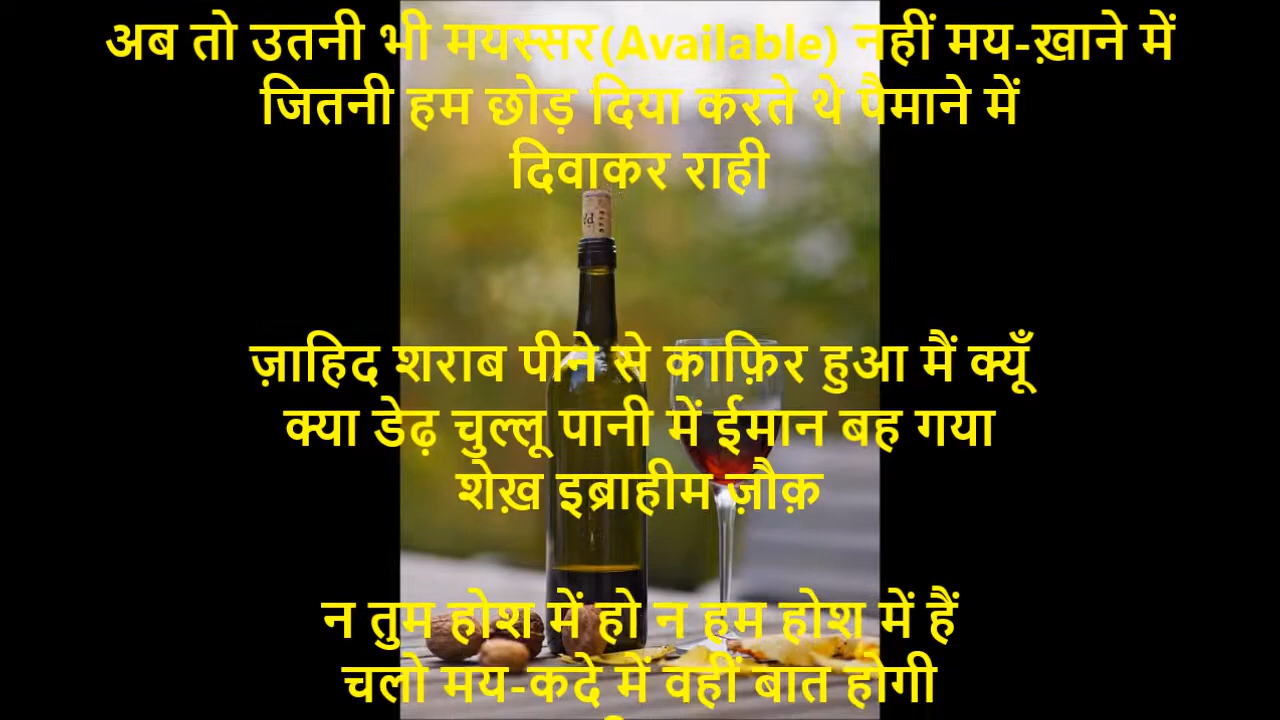 अब तो उतनी भी मयस्सर(Available) नहीं मय-ख़ाने में
जितनी हम छोड़ दिया करते थे पैमाने में
दिवाकर राही
ज़ाहिद शराब पीने से काफ़िर हुआ मैं क्यूँ
क्या डेढ़ चुल्लू पानी में ईमान बह गया
शेख़ इब्राहीम ज़ौक़
न तुम होश में हो न हम होश में हैं
चलो मय-कदे में वहीं बात होगी